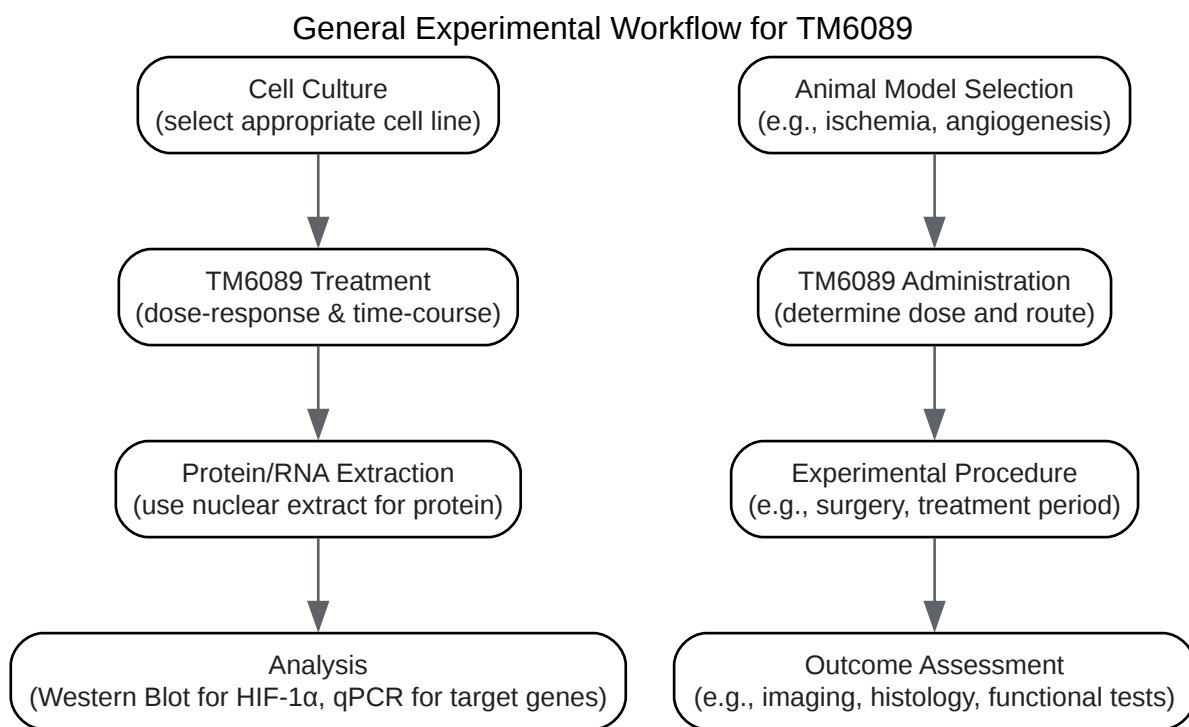 General Experimental Workflow for TM6089
Cell Culture
(select appropriate cell line)
TM6089 Treatment
(dose-response & time-course)
Protein/RNA Extraction
(use nuclear extract for protein)
Analysis
(Western Blot for HIF-1α, qPCR for target genes)
Animal Model Selection
(e.g., ischemia, angiogenesis)
TM6089 Administration
(determine dose and route)
Experimental Procedure
(e.g., surgery, treatment period)
Outcome Assessment
(e.g., imaging, histology, functional tests)